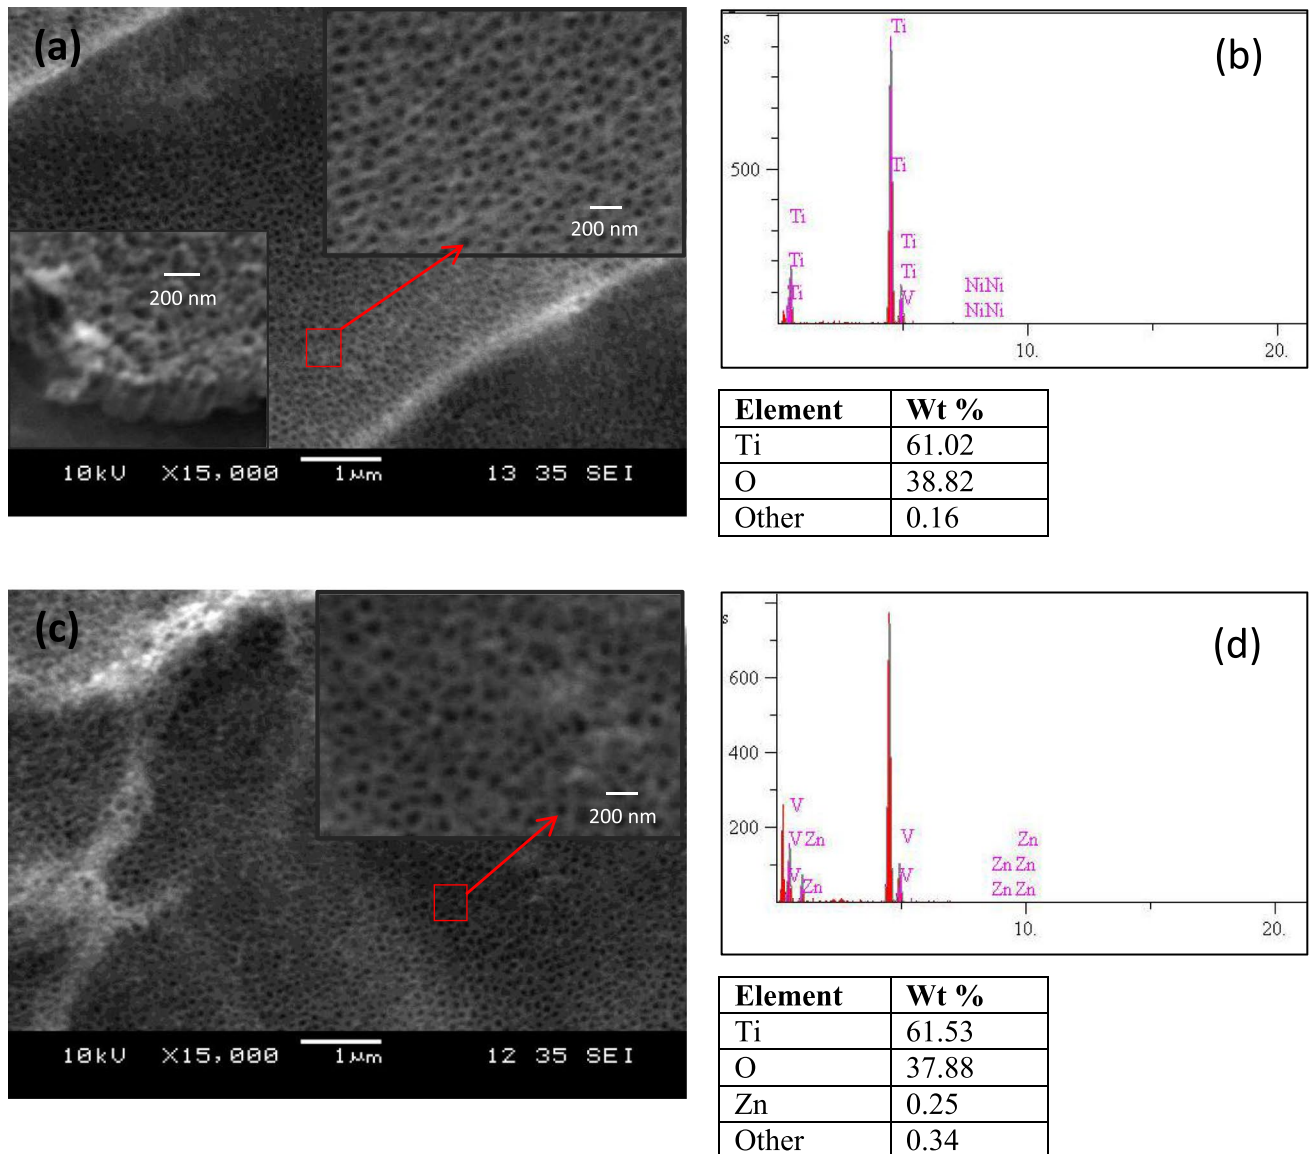 (a)
200 nm
200 nm
10kV X15,000 1μm 13 35 SEI
(b)
s
500
10.
20.
Ti
Ti
Ti
Ti
Ti
Ti
Ti
V
NiNi
NiNi
Element Wt %
Ti 61.02
O 38.82
Other 0.16
(c)
200 nm
10kV X15,000 1μm 12 35 SEI
(d)
s
600
400
200
10.
20.
V
V Zn
V
Zn
V
V
Zn
Zn Zn
Zn Zn
Element Wt %
Ti 61.53
O 37.88
Zn 0.25
Other 0.34